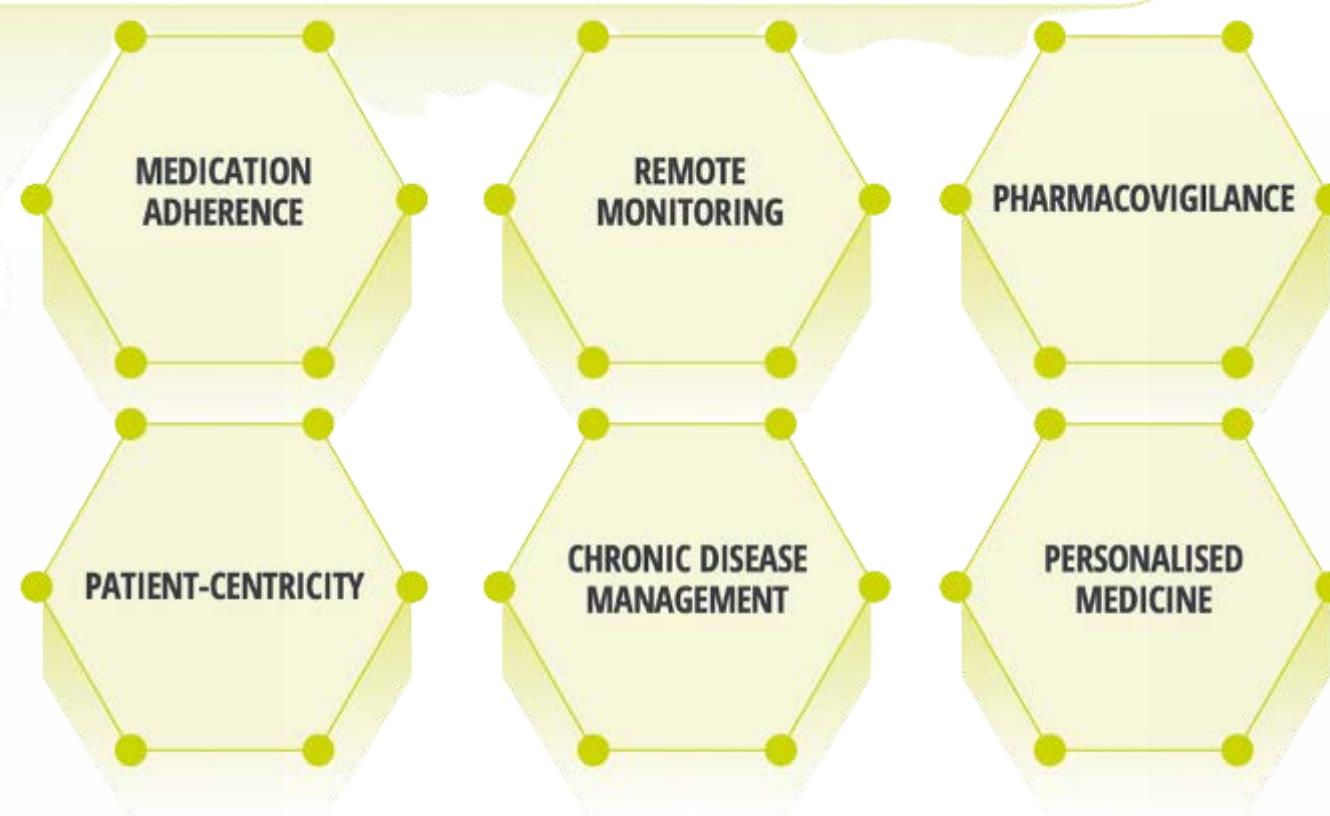 MEDICATION
ADHERENCE
REMOTE
MONITORING
PHARMACOVIGILANCE
PATIENT-CENTRICITY
CHRONIC DISEASE
MANAGEMENT
PERSONALISED
MEDICINE